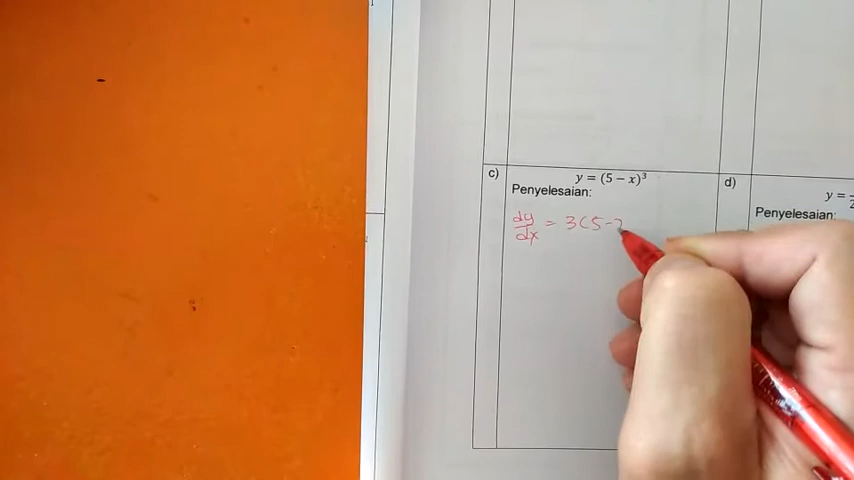 c)
y = (5 − x)³
Penyelesaian:
dy/dx = 3(5-
d)
y =
Penyelesaian: